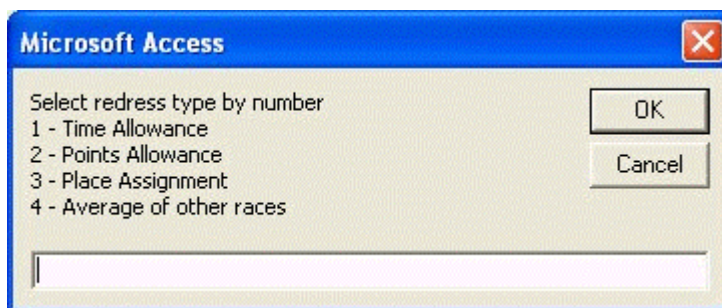 Microsoft Access
Select redress type by number
1 - Time Allowance
2 - Points Allowance
3 - Place Assignment
4 - Average of other races
OK
Cancel